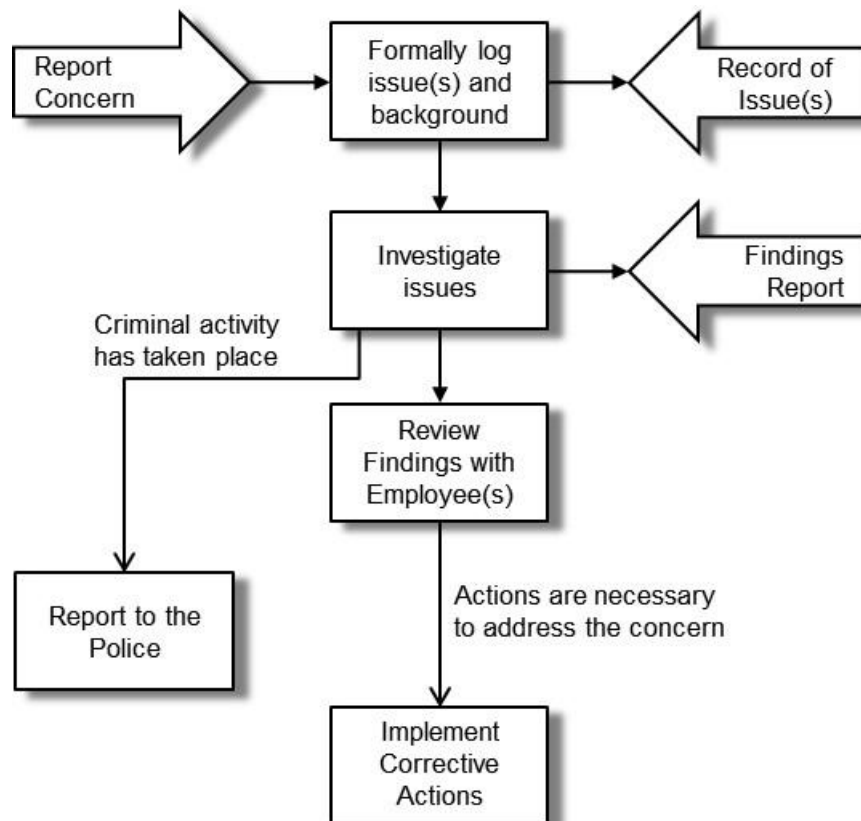 Report
Concern
Formally log
issue(s) and
background
Record of
Issue(s)
Investigate
issues
Findings
Report
Criminal activity
has taken place
Review
Findings with
Employee(s)
Report to the
Police
Actions are necessary
to address the concern
Implement
Corrective
Actions